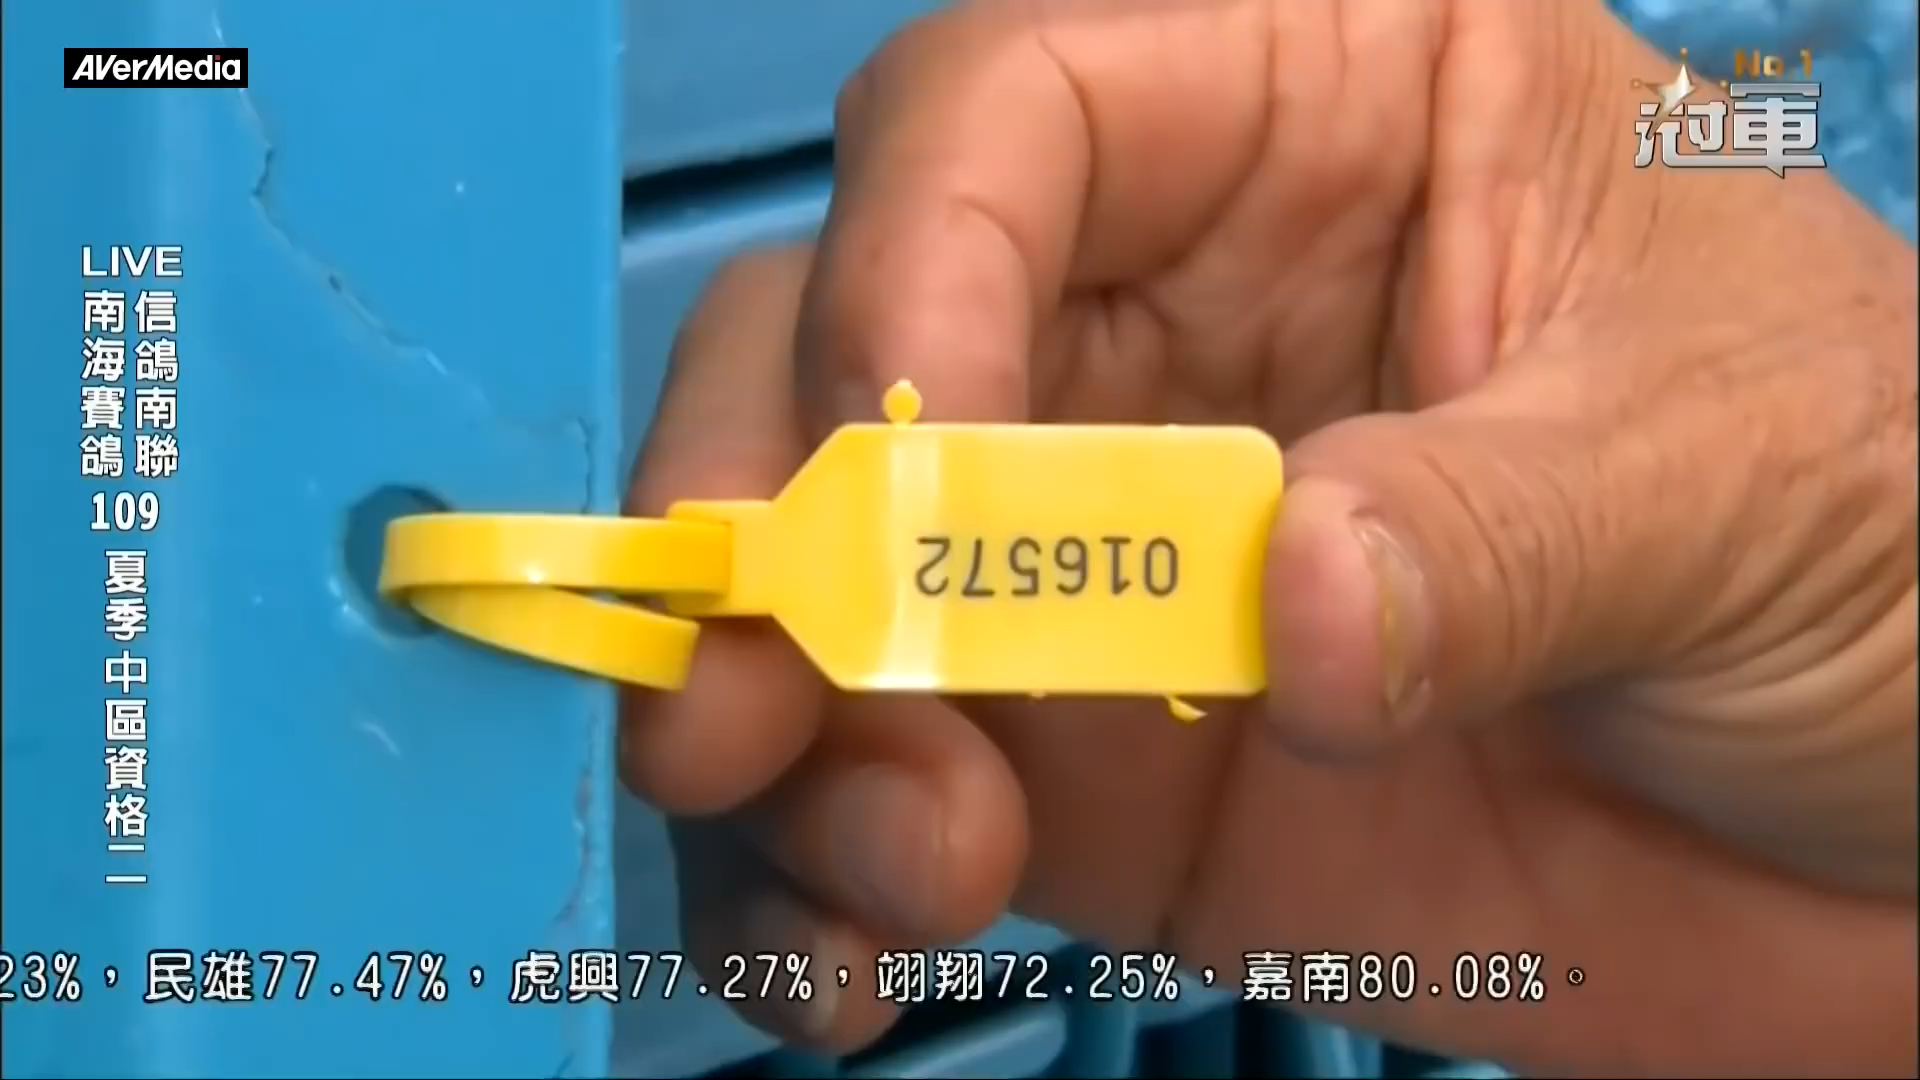 AVerMedia
No.1
冠軍
LIVE
信鴿南聯
南海賽鴿
109
夏季中區資格二
016572
23%，民雄77.47%，虎興77.27%，翊翔72.25%，嘉南80.08%。